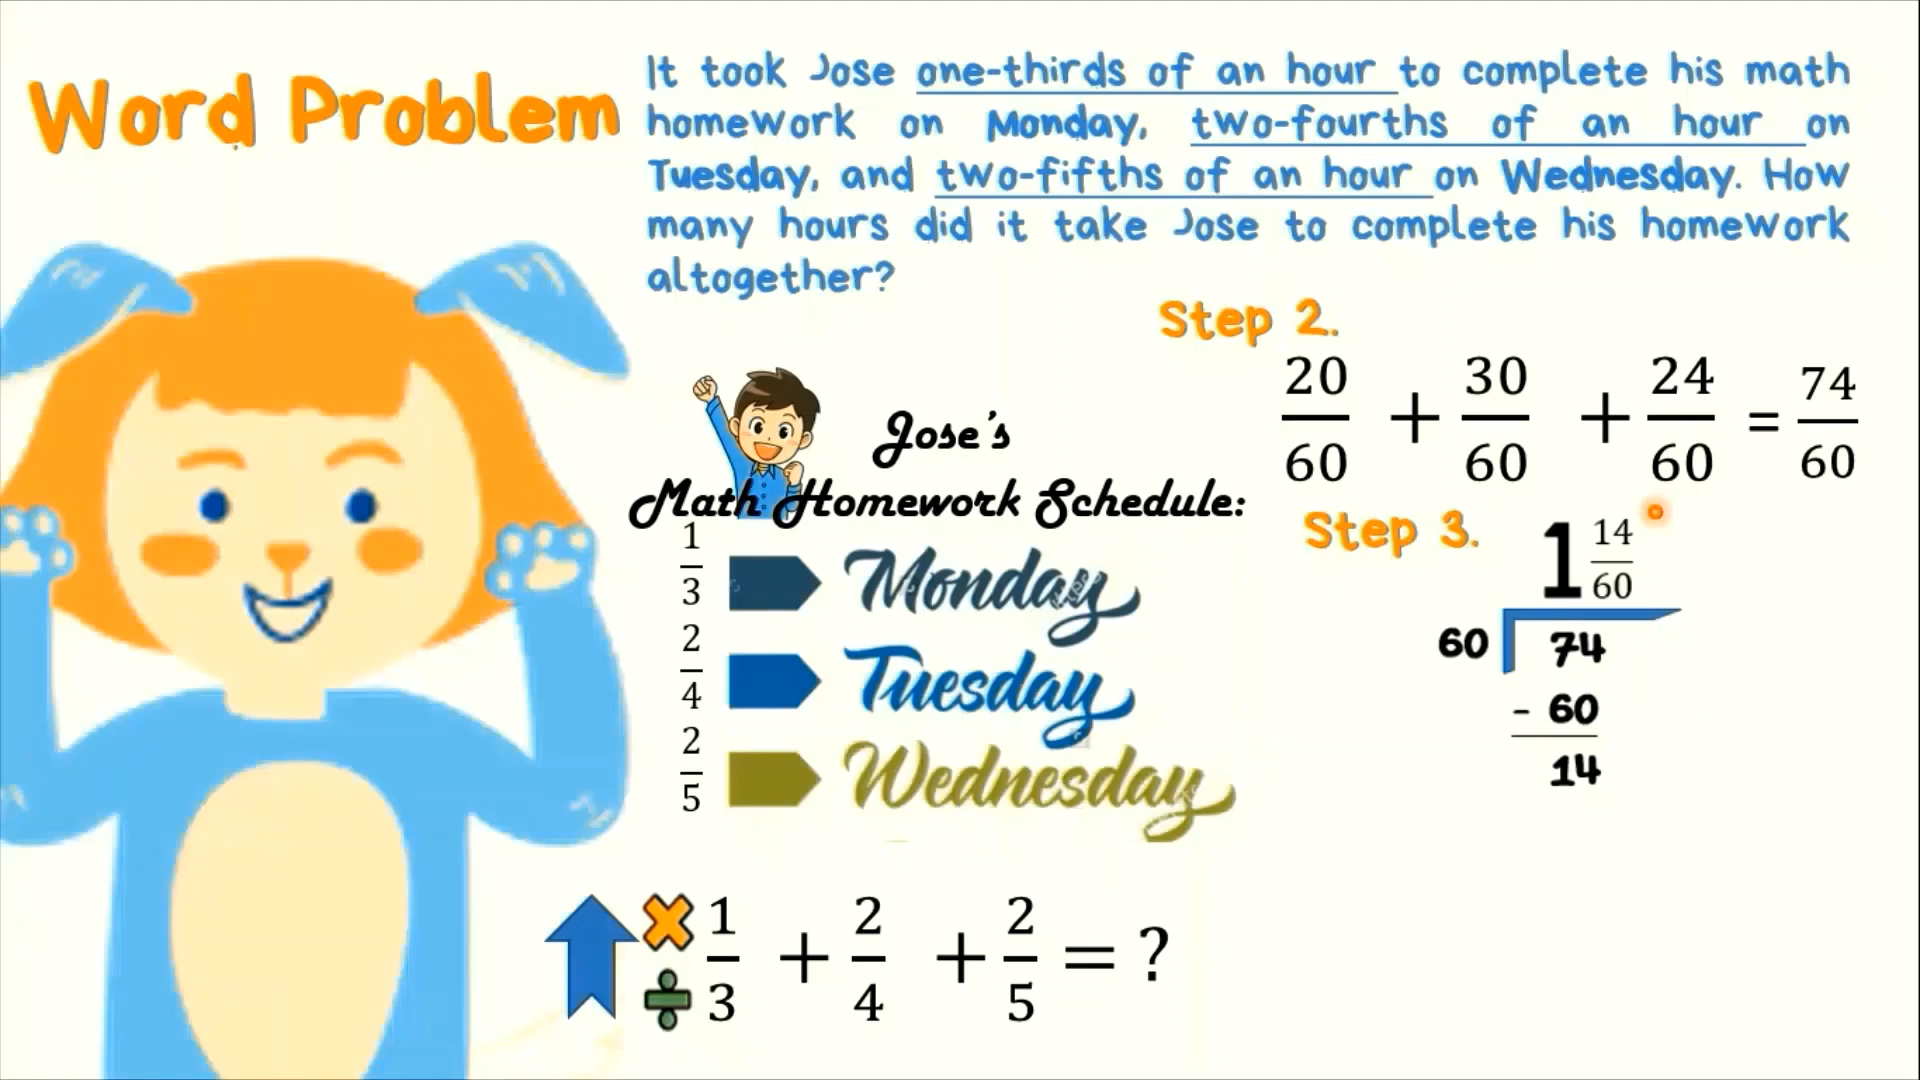 Word Problem
It took Jose one-thirds of an hour to complete his math
homework on Monday, two-fourths of an hour on
Tuesday, and two-fifths of an hour on Wednesday. How
many hours did it take Jose to complete his homework
altogether?
Step 2.
20/60 + 30/60 + 24/60 = 74/60
Jose's
Math Homework Schedule:
1/3 Monday
2/4 Tuesday
2/5 Wednesday
Step 3.
1 14/60
60 74
- 60
14
1/3 + 2/4 + 2/5 = ?